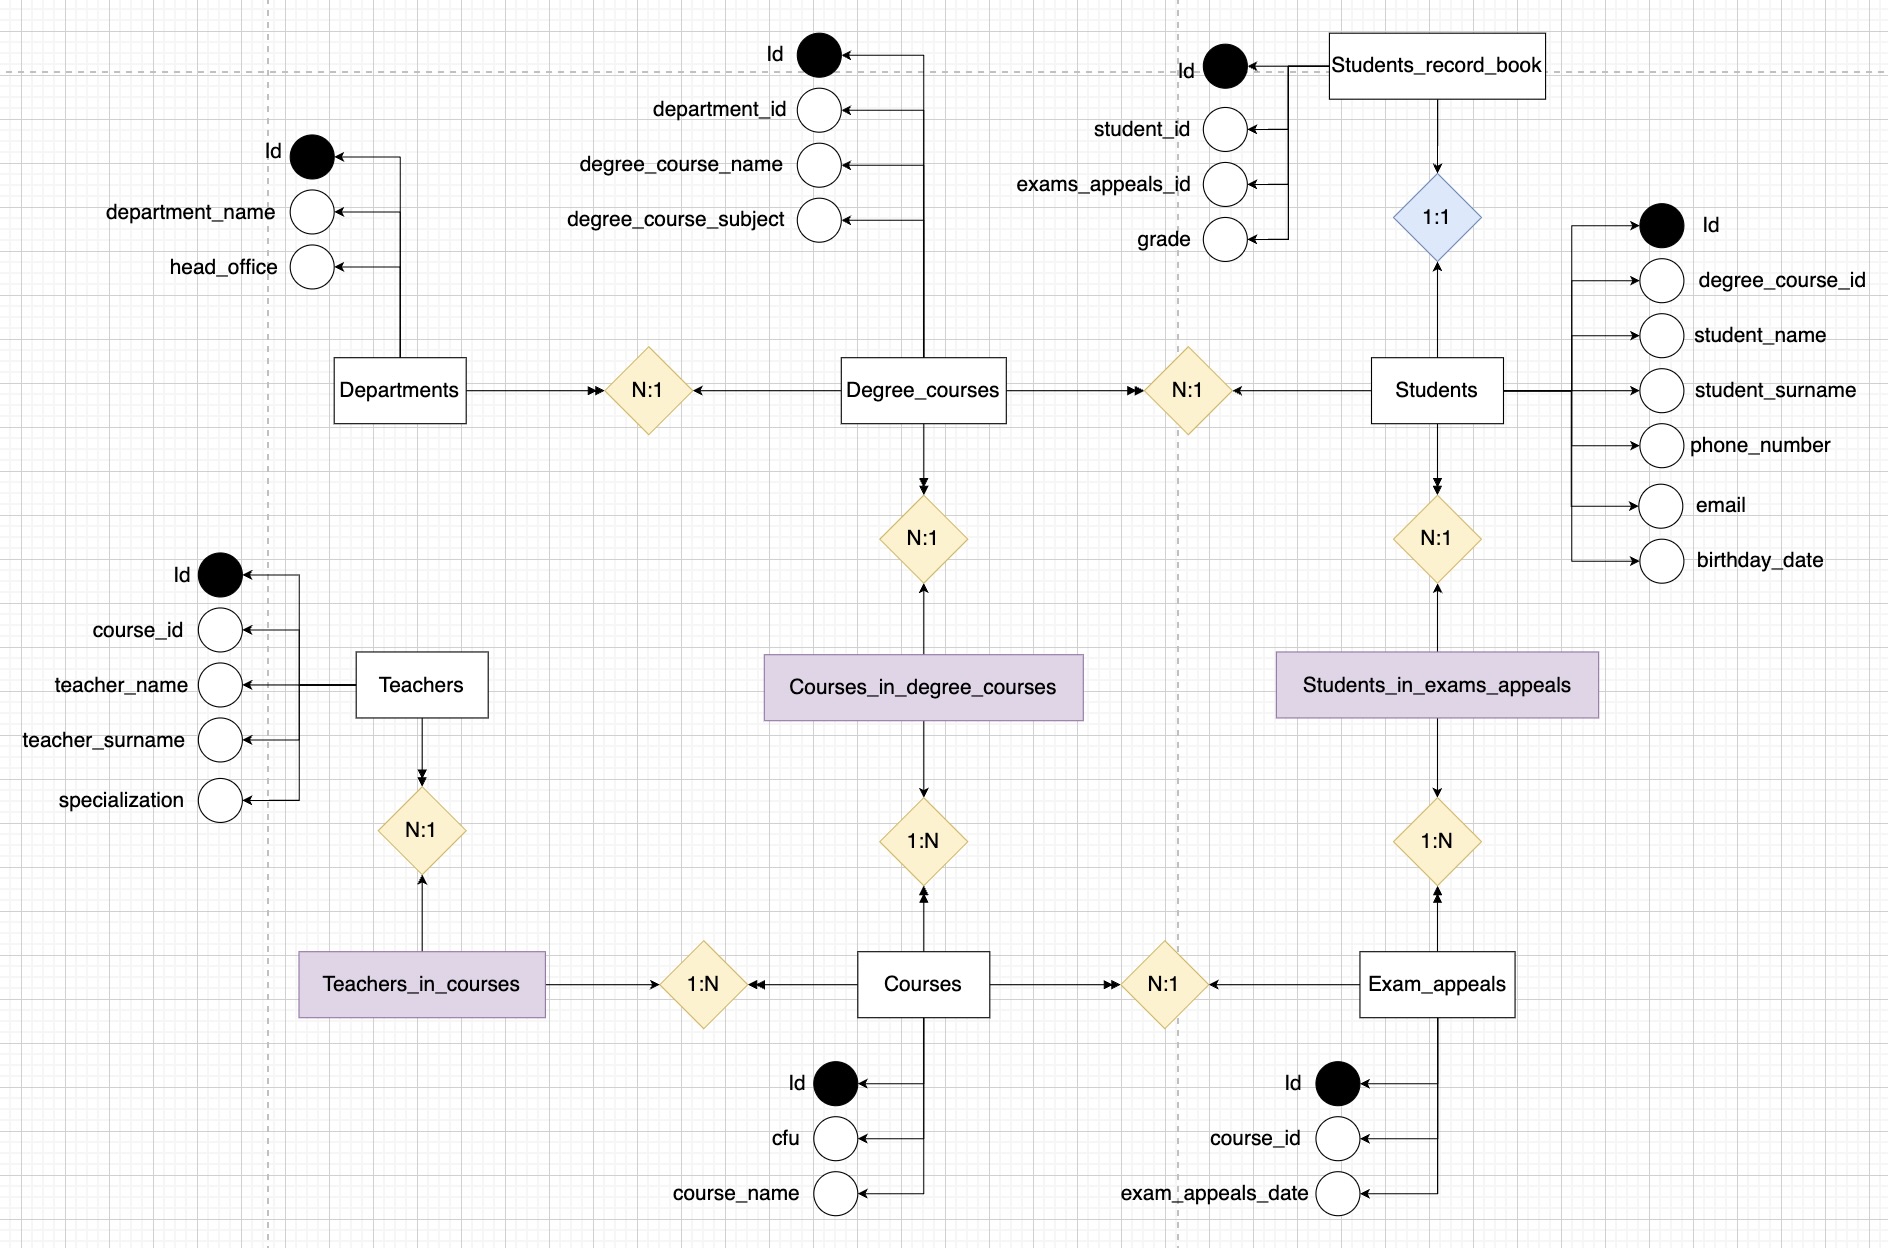 Id
department_id
degree_course_name
degree_course_subject
Id
Students_record_book
student_id
exams_appeals_id
grade
1:1
Id
department_name
head_office
Id
degree_course_id
student_name
student_surname
phone_number
email
birthday_date
Departments
N:1
Degree_courses
N:1
Students
N:1
N:1
Id
course_id
teacher_name
teacher_surname
specialization
Teachers
Courses_in_degree_courses
Students_in_exams_appeals
N:1
1:N
1:N
Teachers_in_courses
1:N
Courses
N:1
Exam_appeals
Id
cfu
course_name
Id
course_id
exam_appeals_date